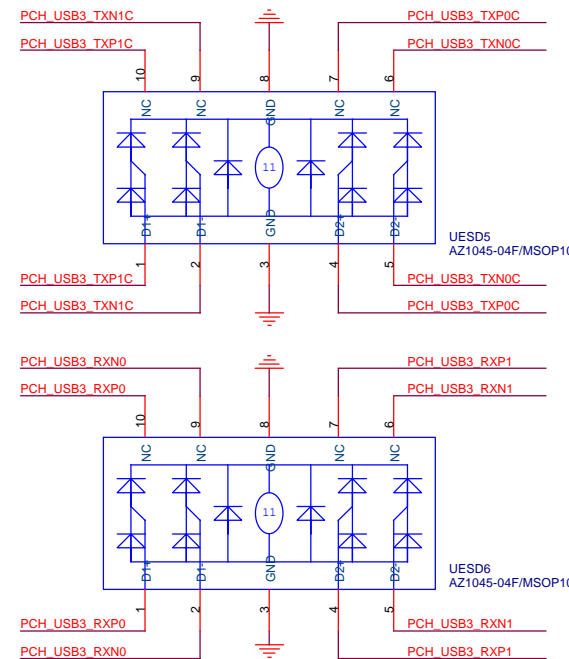 PCH_USB3_TXN1C
PCH_USB3_TXP0C
PCH_USB3_TXP1C
PCH_USB3_TXN0C
10
9
8
7
6
NC
NC
GND
NC
NC
11
D1+
D1-
GND
D2+
D2-
UESD5
AZ1045-04F/MSOP10
1
2
3
4
5
PCH_USB3_TXP1C
PCH_USB3_TXN0C
PCH_USB3_TXN1C
PCH_USB3_TXP0C
PCH_USB3_RXN0
PCH_USB3_RXP1
PCH_USB3_RXP0
PCH_USB3_RXN1
10
9
8
7
6
NC
NC
GND
NC
NC
11
D1+
D1-
GND
D2+
D2-
UESD6
AZ1045-04F/MSOP10
1
2
3
4
5
PCH_USB3_RXP0
PCH_USB3_RXN1
PCH_USB3_RXN0
PCH_USB3_RXP1